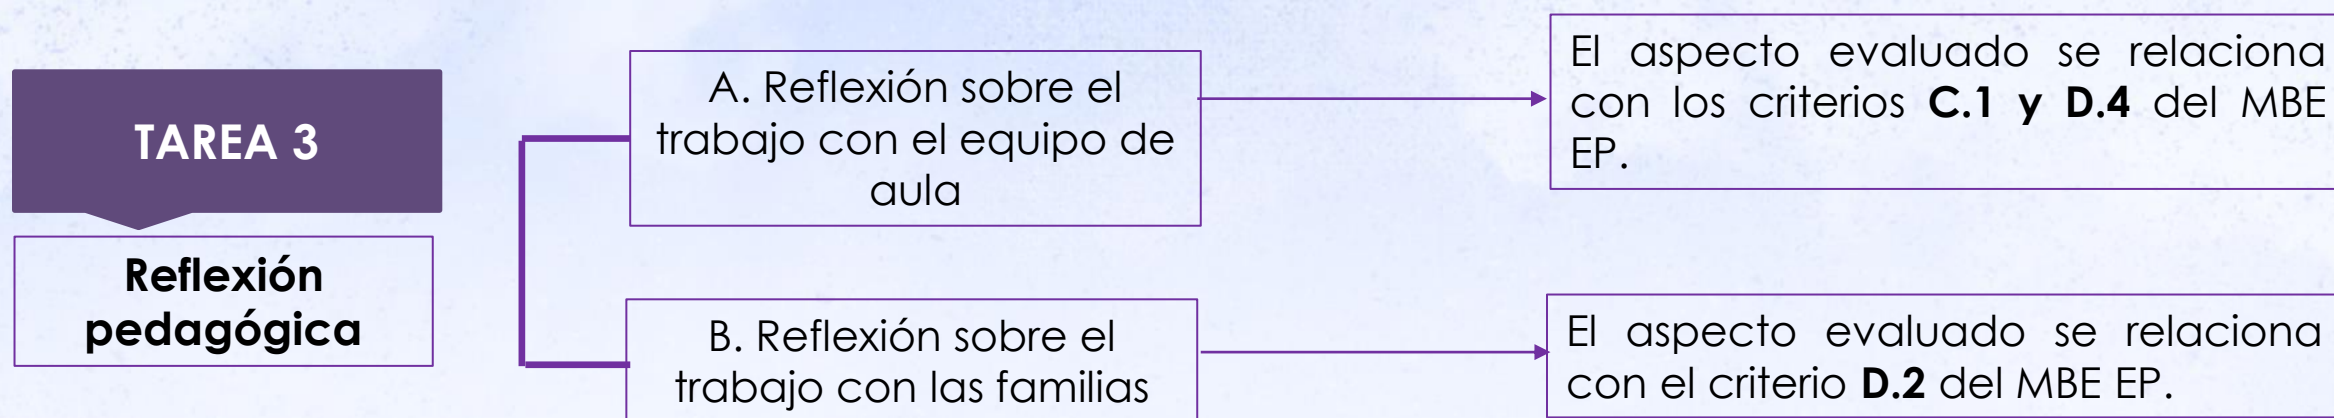 TAREA 3
Reflexión
pedagógica
A. Reflexión sobre el
trabajo con el equipo de
aula
El aspecto evaluado se relaciona
con los criterios C.1 y D.4 del MBE
EP.
B. Reflexión sobre el
trabajo con las familias
El aspecto evaluado se relaciona
con el criterio D.2 del MBE EP.